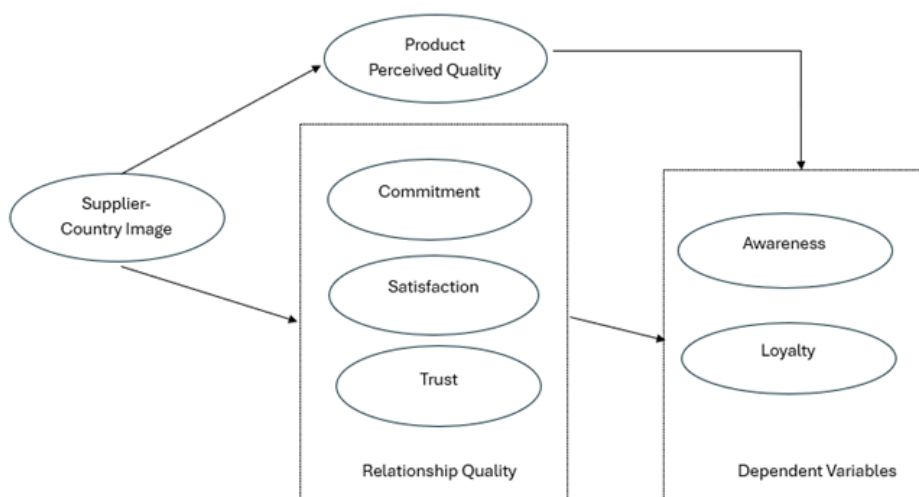 Product
Perceived Quality
Supplier-
Country Image
Commitment
Satisfaction
Trust
Relationship Quality
Awareness
Loyalty
Dependent Variables